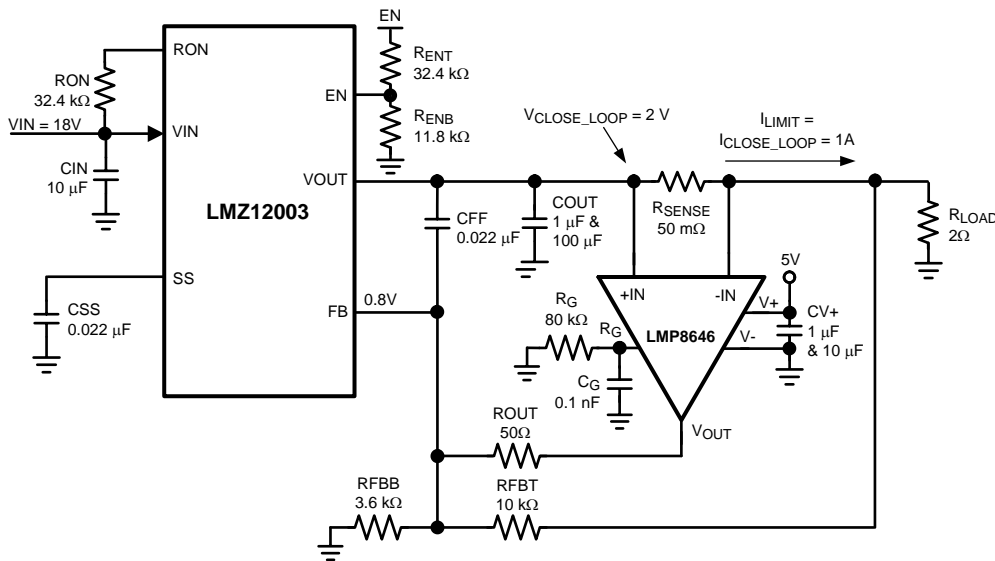 EN
RON
RENT
32.4 kΩ
RON
32.4 kΩ
EN
VCLOSE_LOOP = 2 V
ILIMIT =
ICLOSE_LOOP = 1A
VIN = 18V
VIN
RENB
11.8 kΩ
CIN
10 µF
VOUT
LMZ12003
CFF
0.022 µF
COUT
1 µF &
100 µF
RSENSE
50 mΩ
RLOAD
2Ω
SS
CSS
0.022 µF
FB
0.8V
+IN
-IN
5V
V+
V-
CV+
1 µF
& 10 µF
LMP8646
RG
80 kΩ
RG
CG
0.1 nF
VOUT
ROUT
50Ω
RFBB
3.6 kΩ
RFBT
10 kΩ